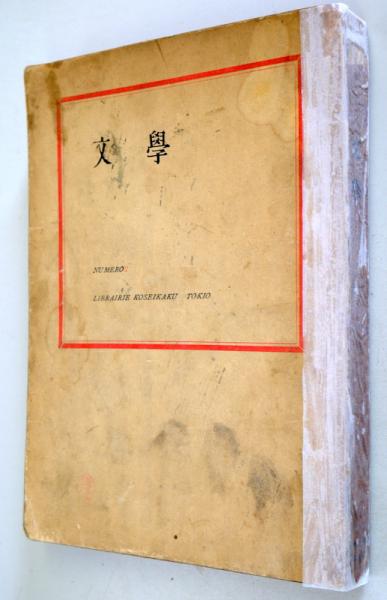 文學
NUMERO
LIBRAIRIE KOSEIKAKU TOKIO